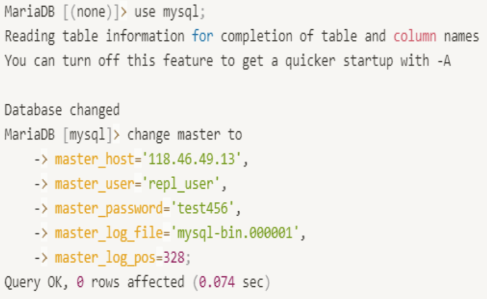 MariaDB [(none)]> use mysql;
Reading table information for completion of table and column names
You can turn off this feature to get a quicker startup with -A
Database changed
MariaDB [mysql]> change master to
-> master_host='118.46.49.13',
-> master_user='repl_user',
-> master_password='test456',
-> master_log_file='mysql-bin.000001',
-> master_log_pos=328;
Query OK, 0 rows affected (0.074 sec)